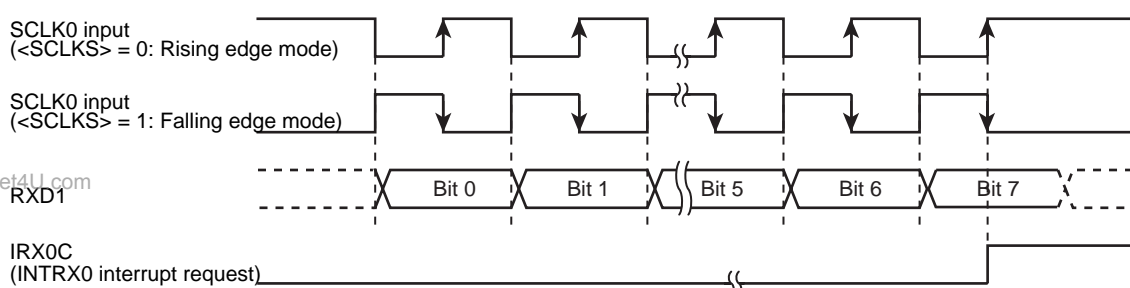 SCLK0 input
(<SCLKS> = 0: Rising edge mode)
SCLK0 input
(<SCLKS> = 1: Falling edge mode)
et4U.com
RXD1
Bit 0 Bit 1 Bit 5 Bit 6 Bit 7
IRX0C
(INTRX0 interrupt request)